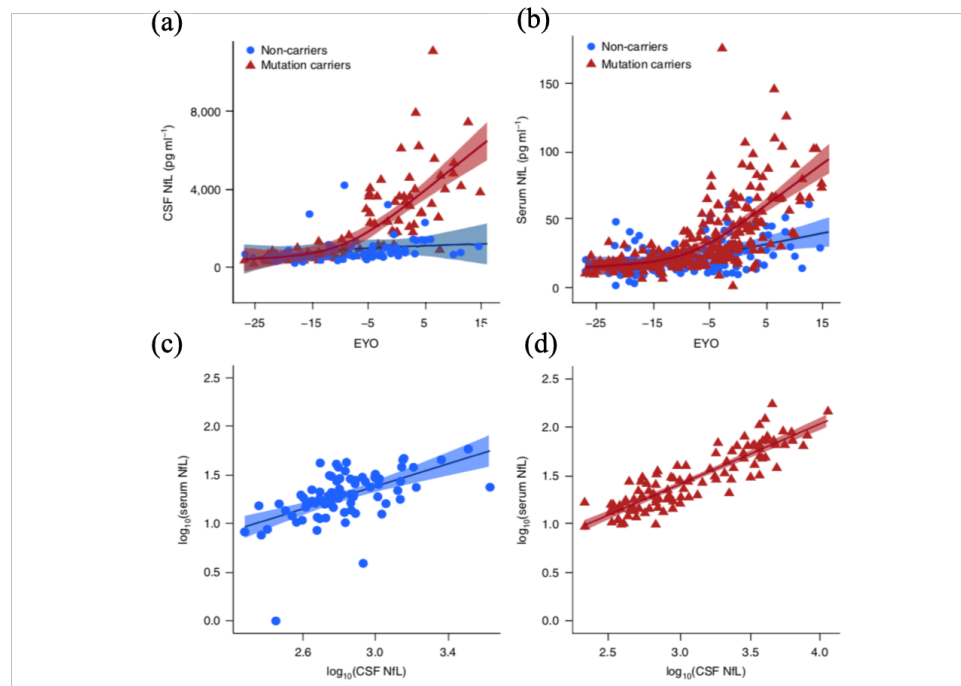 (a)
Non-carriers
Mutation carriers
8,000
4,000
0
CSF NfL (pg ml⁻¹)
−25
−15
−5
5
15
EYO
(b)
Non-carriers
Mutation carriers
150
100
50
0
Serum NfL (pg ml⁻¹)
−25
−15
−5
5
15
EYO
(c)
2.5
2.0
1.5
1.0
0.5
0.0
log₁₀(serum NfL)
2.6
3.0
3.4
log₁₀(CSF NfL)
(d)
2.5
2.0
1.5
1.0
0.5
0.0
log₁₀(serum NfL)
2.5
3.0
3.5
4.0
log₁₀(CSF NfL)